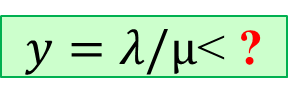 y = λ/μ< ?